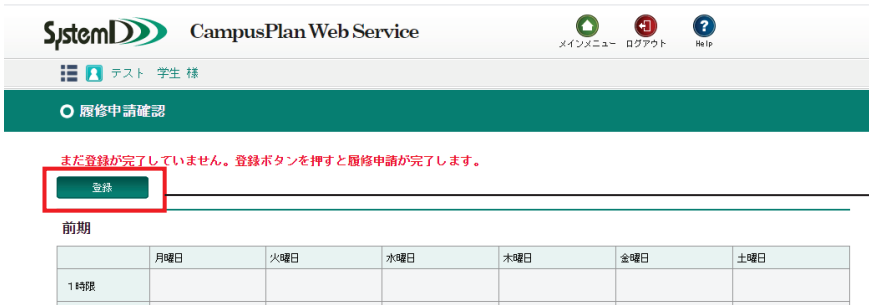 SystemD CampusPlan Web Service
メインメニュー ログアウト Help
テスト 学生 様
履修申請確認
まだ登録が完了していません。登録ボタンを押すと履修申請が完了します。
登録
前期
月曜日 火曜日 水曜日 木曜日 金曜日 土曜日
1時限